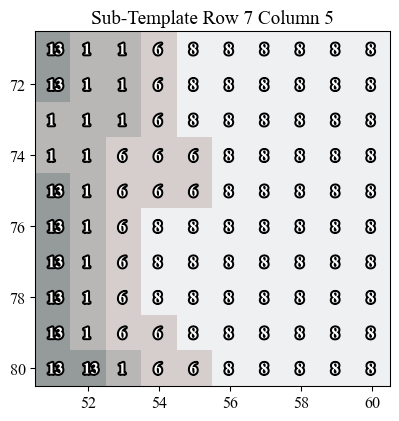 Sub-Template Row 7 Column 5
13 1 1 6 8 8 8 8 8 8
72 13 1 1 6 8 8 8 8 8 8
1 1 1 6 8 8 8 8 8 8
74 1 1 6 6 6 8 8 8 8 8
13 1 6 6 6 8 8 8 8 8
76 13 1 6 8 8 8 8 8 8 8
13 1 6 8 8 8 8 8 8 8
78 13 1 6 8 8 8 8 8 8 8
13 1 6 6 8 8 8 8 8 8
80 13 13 1 6 6 8 8 8 8 8
52 54 56 58 60